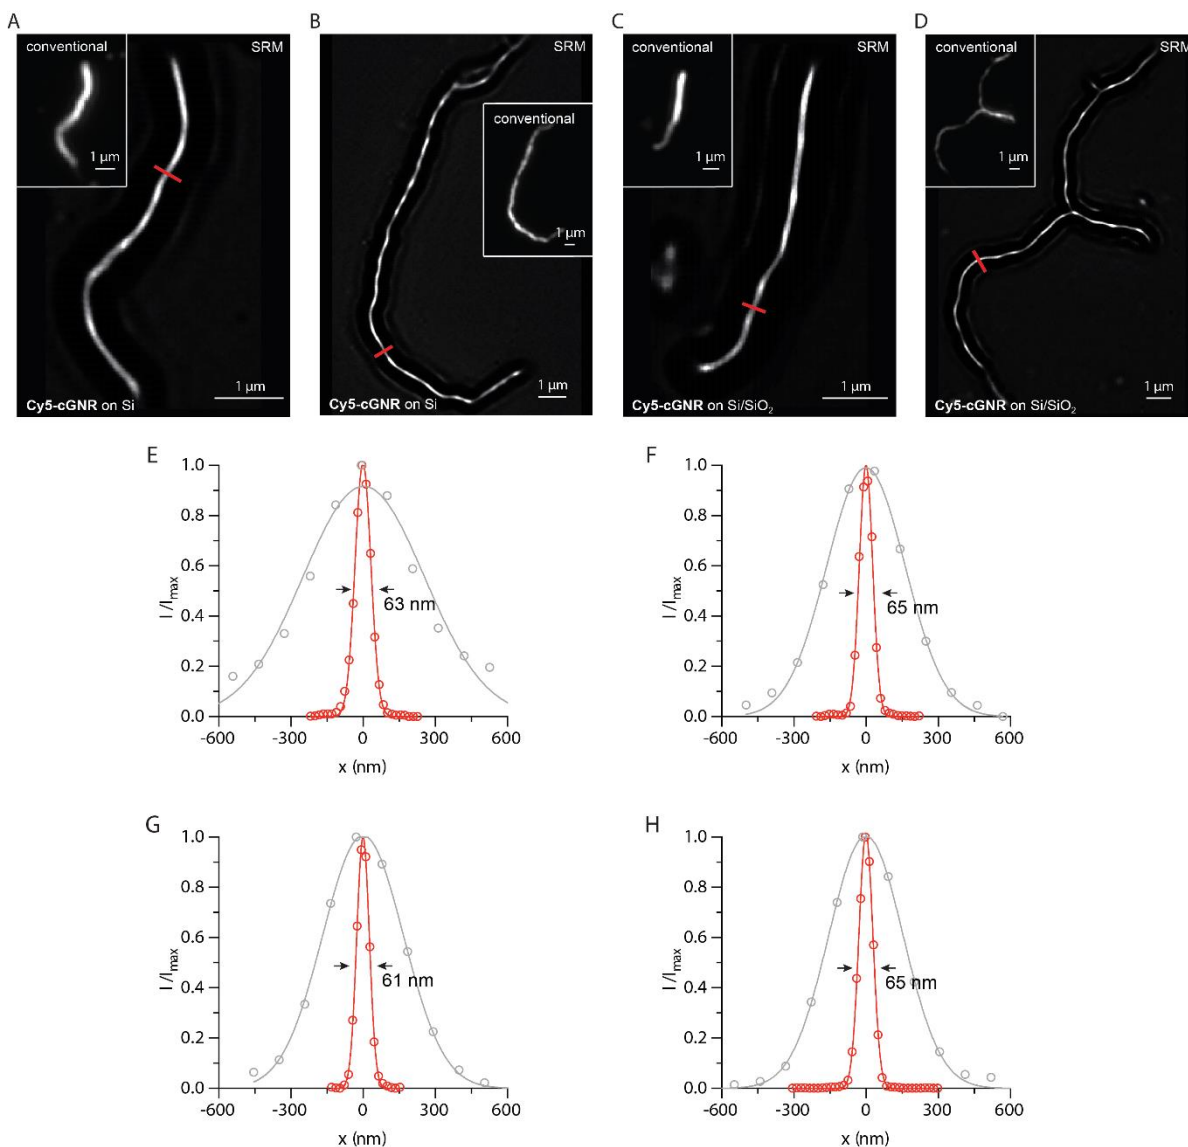 A
B
C
D
conventional
SRM
1 µm
1 µm
Cy5-cGNR on Si
SRM
conventional
1 µm
1 µm
Cy5-cGNR on Si
conventional
SRM
1 µm
1 µm
Cy5-cGNR on Si/SiO₂
conventional
SRM
1 µm
1 µm
Cy5-cGNR on Si/SiO₂
E
1.0
0.8
0.6
0.4
0.2
0.0
I/Imax
63 nm
-600 -300 0 300 600
x (nm)
F
1.0
0.8
0.6
0.4
0.2
0.0
I/Imax
65 nm
-600 -300 0 300 600
x (nm)
G
1.0
0.8
0.6
0.4
0.2
0.0
I/Imax
61 nm
-600 -300 0 300 600
x (nm)
H
1.0
0.8
0.6
0.4
0.2
0.0
I/Imax
65 nm
-600 -300 0 300 600
x (nm)